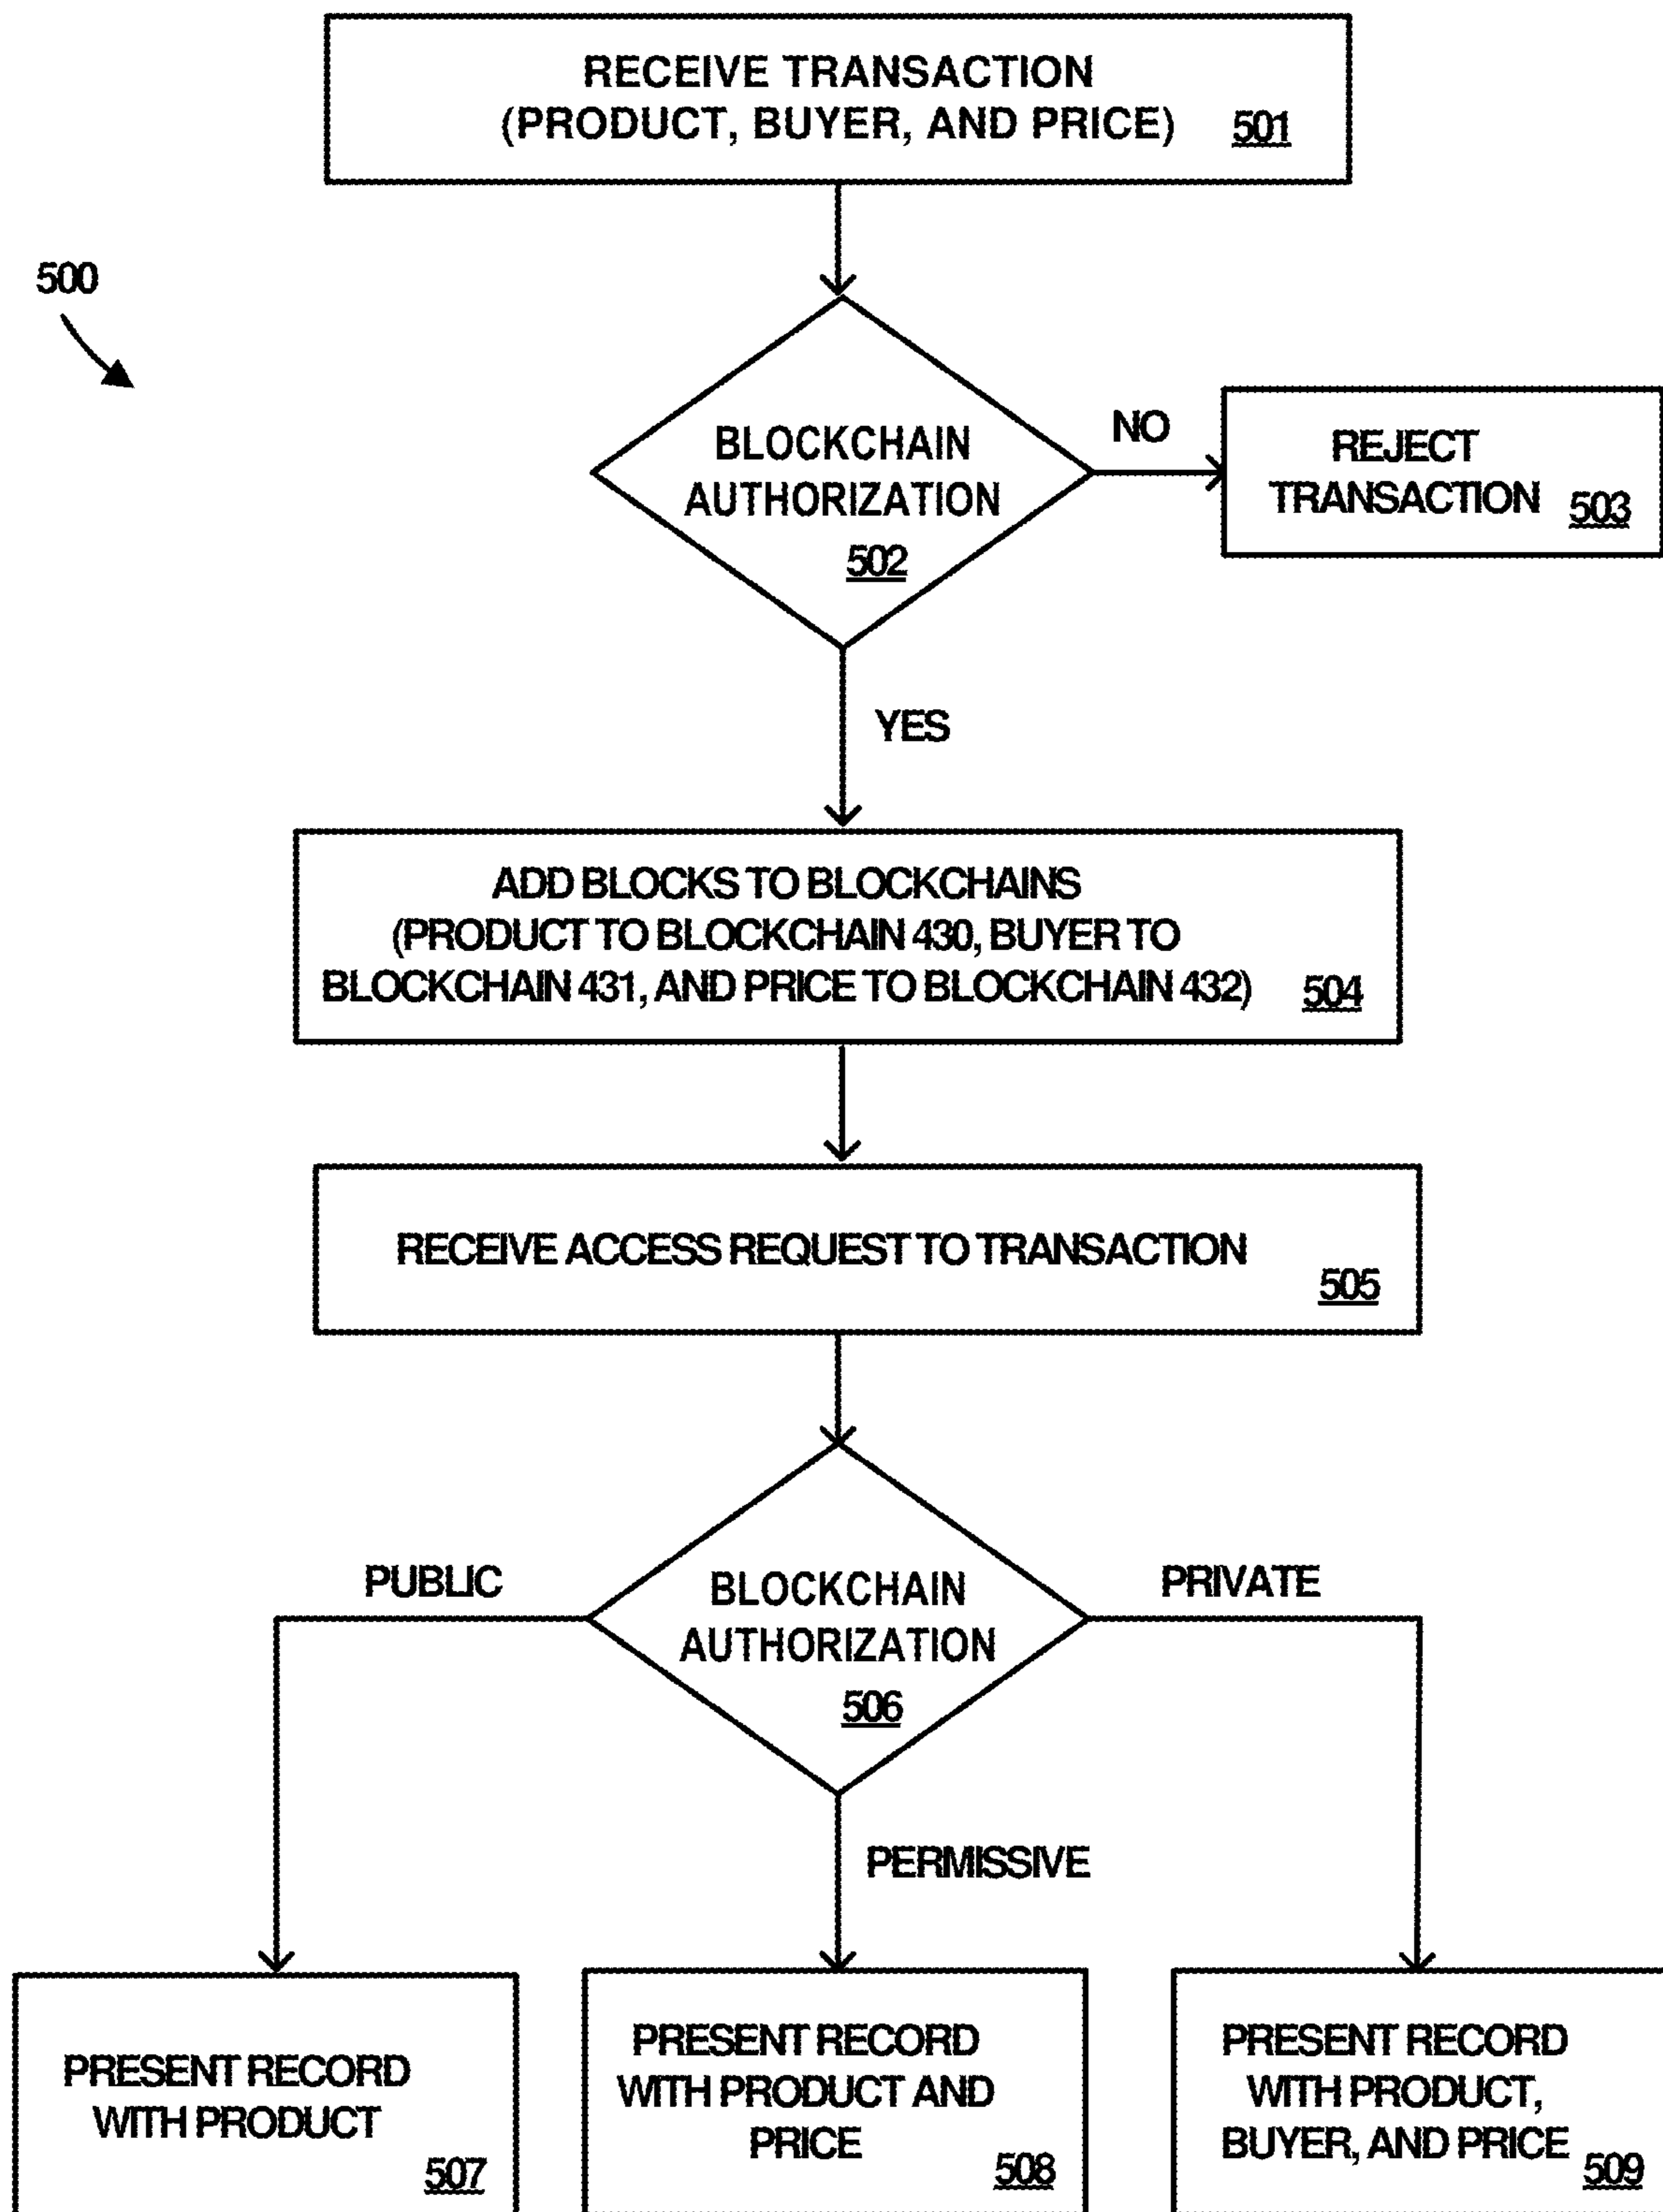 RECEIVE TRANSACTION
(PRODUCT, BUYER, AND PRICE) 501
500
BLOCKCHAIN
AUTHORIZATION
502
NO
REJECT
TRANSACTION 503
YES
ADD BLOCKS TO BLOCKCHAINS
(PRODUCT TO BLOCKCHAIN 430, BUYER TO
BLOCKCHAIN 431, AND PRICE TO BLOCKCHAIN 432) 504
RECEIVE ACCESS REQUEST TO TRANSACTION
505
PUBLIC
BLOCKCHAIN
AUTHORIZATION
506
PRIVATE
PERMISSIVE
PRESENT RECORD
WITH PRODUCT
507
PRESENT RECORD
WITH PRODUCT AND
PRICE 508
PRESENT RECORD
WITH PRODUCT,
BUYER, AND PRICE 509